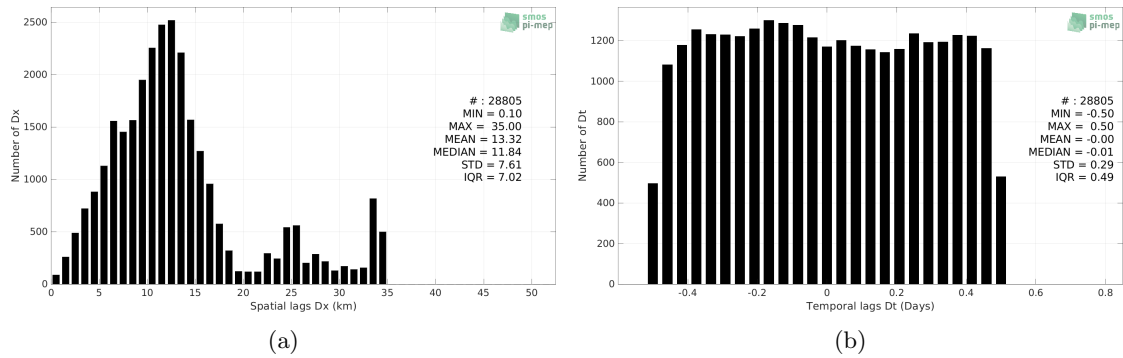 smos
pi-mep
2500
2000
1500
1000
500
0
Number of Dx
# : 28805
MIN = 0.10
MAX = 35.00
MEAN = 13.32
MEDIAN = 11.84
STD = 7.61
IQR = 7.02
0 5 10 15 20 25 30 35 40 45 50
Spatial lags Dx (km)
(a)
smos
pi-mep
1200
1000
800
600
400
200
0
Number of Dt
# : 28805
MIN = -0.50
MAX = 0.50
MEAN = -0.00
MEDIAN = -0.01
STD = 0.29
IQR = 0.49
-0.4 -0.2 0 0.2 0.4 0.6 0.8
Temporal lags Dt (Days)
(b)